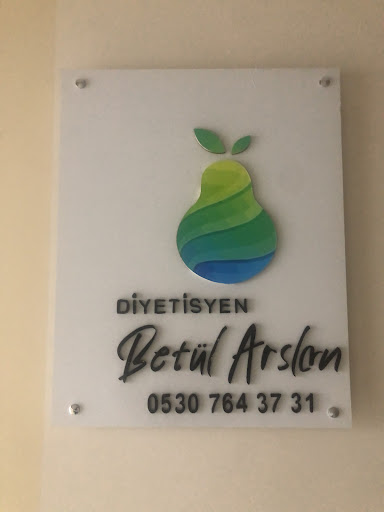 DİYETİSYEN
Betül Arslan
0530 764 37 31